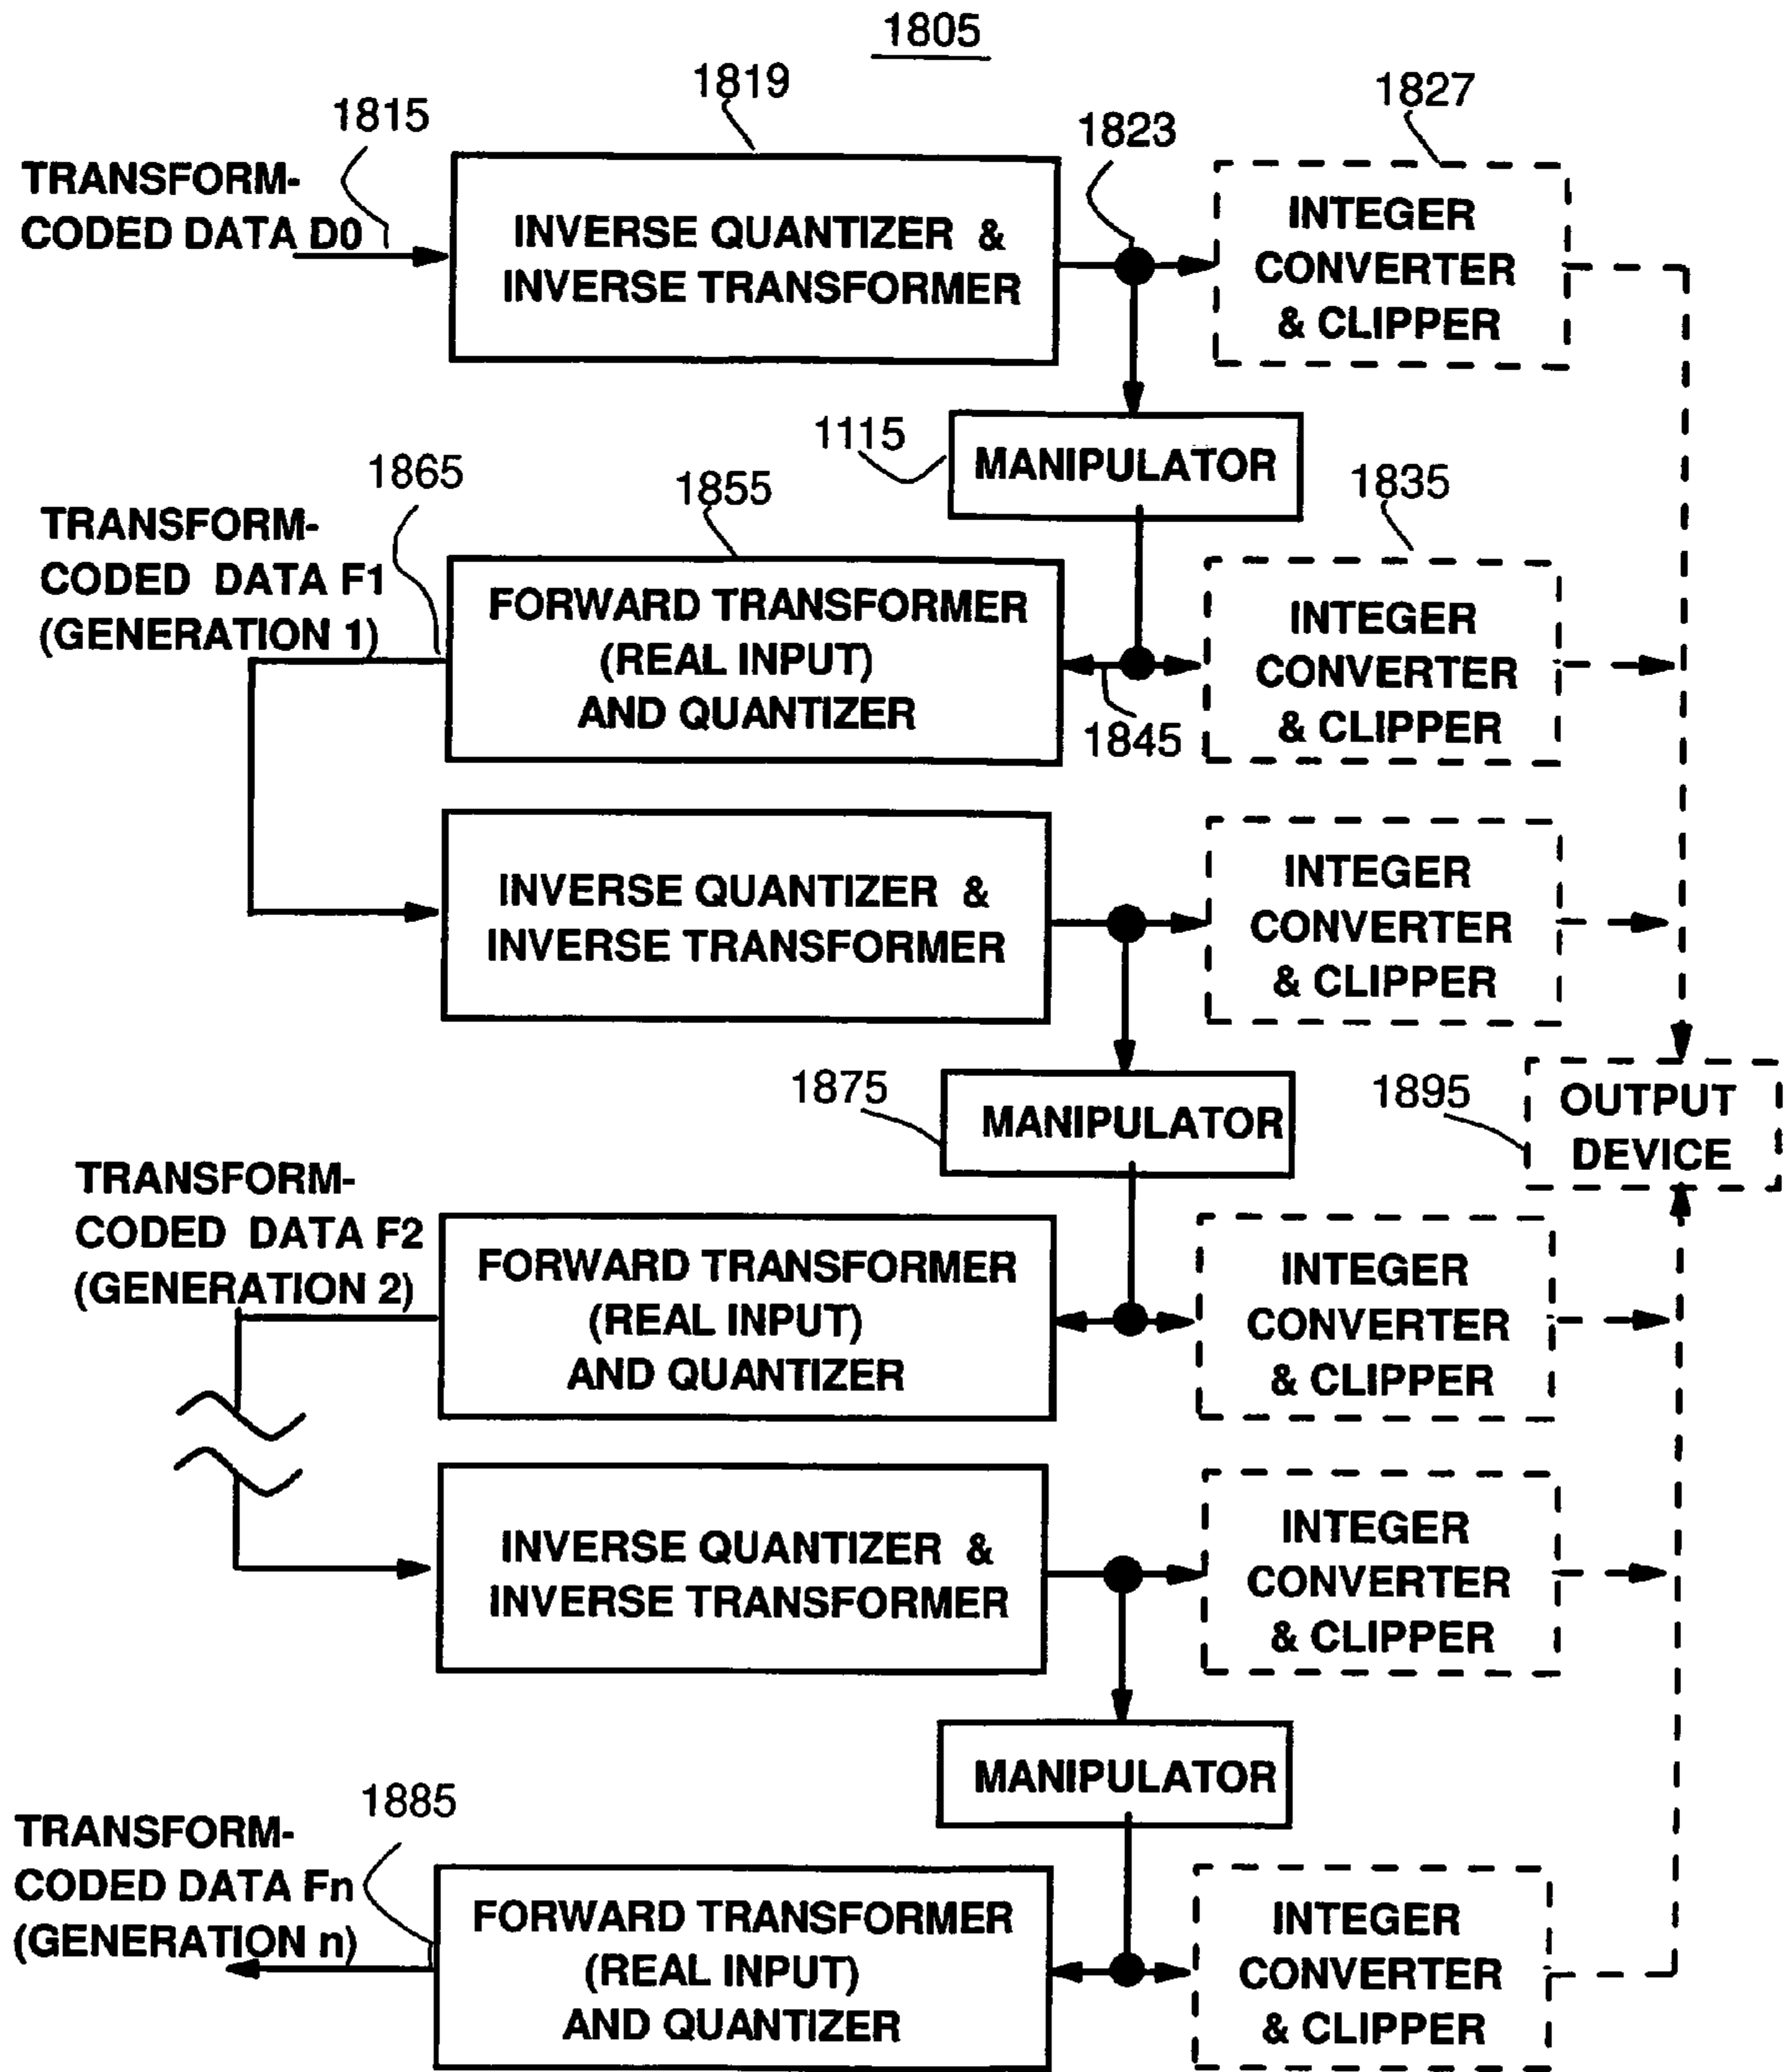 1805
1815
1819
1823
1827
TRANSFORM-
CODED DATA D0
INVERSE QUANTIZER &
INVERSE TRANSFORMER
INTEGER
CONVERTER
& CLIPPER
1115
MANIPULATOR
1865
1855
1835
TRANSFORM-
CODED DATA F1
(GENERATION 1)
FORWARD TRANSFORMER
(REAL INPUT)
AND QUANTIZER
1845
INTEGER
CONVERTER
& CLIPPER
INVERSE QUANTIZER &
INVERSE TRANSFORMER
INTEGER
CONVERTER
& CLIPPER
1875
MANIPULATOR
1895
OUTPUT
DEVICE
TRANSFORM-
CODED DATA F2
(GENERATION 2)
FORWARD TRANSFORMER
(REAL INPUT)
AND QUANTIZER
INTEGER
CONVERTER
& CLIPPER
INVERSE QUANTIZER &
INVERSE TRANSFORMER
INTEGER
CONVERTER
& CLIPPER
MANIPULATOR
1885
TRANSFORM-
CODED DATA Fn
(GENERATION n)
FORWARD TRANSFORMER
(REAL INPUT)
AND QUANTIZER
INTEGER
CONVERTER
& CLIPPER